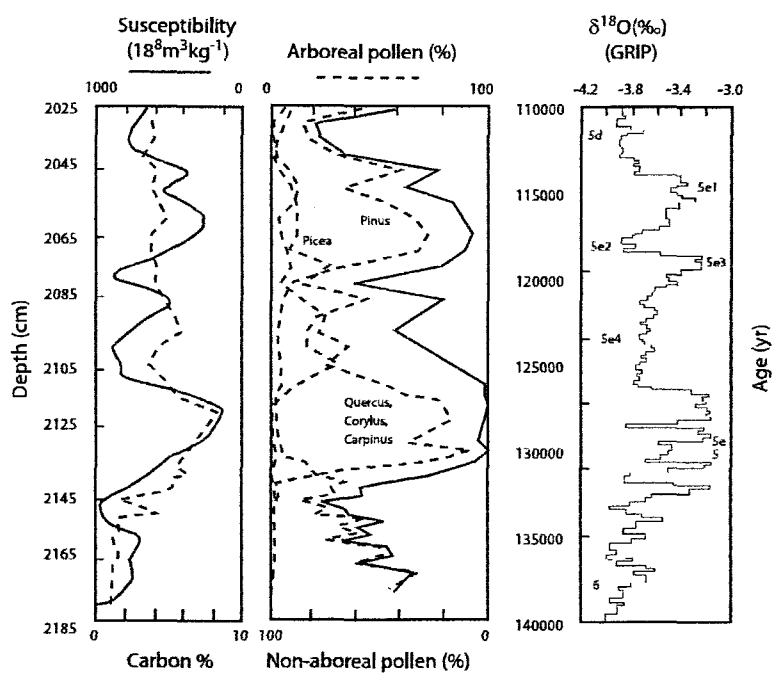 Susceptibility
(18⁸m³kg⁻¹)
1000
Arboreal pollen (%)
100
δ¹⁸O(‰)
(GRIP)
-4.2 -3.8 -3.4 -3.0
Depth (cm)
2025
2045
2065
2085
2105
2125
2145
2165
2185
0 10
Carbon %
Pinus
Picea
Quercus,
Corylus,
Carpinus
100 0
Non-aboreal pollen (%)
110000
115000
120000
125000
130000
135000
140000
5d
5e1
5e2
5e3
5e4
5e
5
6
Age (yr)